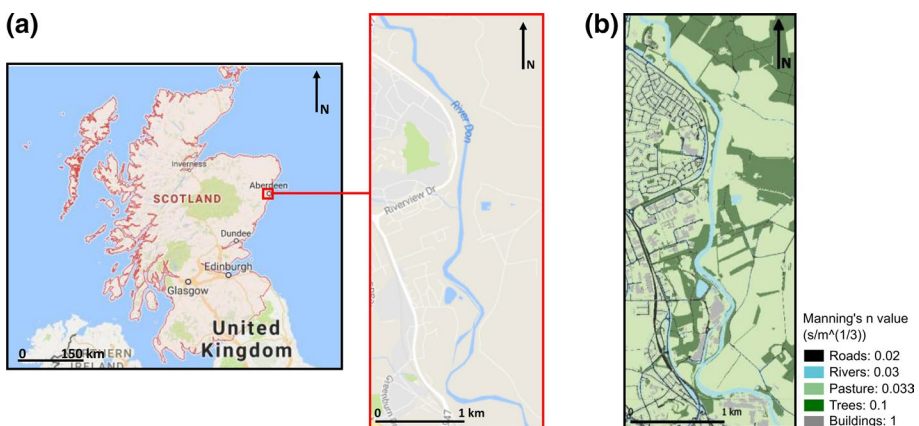 (a)
N
Inverness
Aberdeen
SCOTLAND
Dundee
Edinburgh
Glasgow
United
Kingdom
0 150 km
N
River Don
Riverview Dr
Greenburn
47
0 1 km
(b)
N
0 1 km
Manning's n value
(s/m^(1/3))
Roads: 0.02
Rivers: 0.03
Pasture: 0.033
Trees: 0.1
Buildings: 1